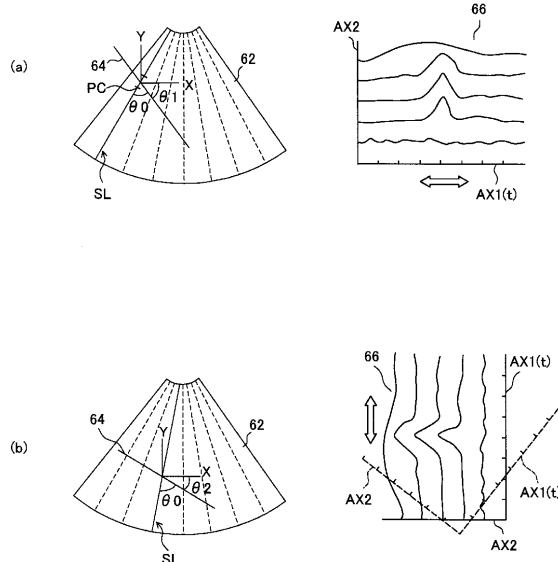 (a)
64
Y
62
PC
X
θ0
θ1
SL
AX2
66
AX1(t)
(b)
64
Y
62
X
θ0
θ2
SL
66
AX1(t)
AX2
AX1(t)
AX2